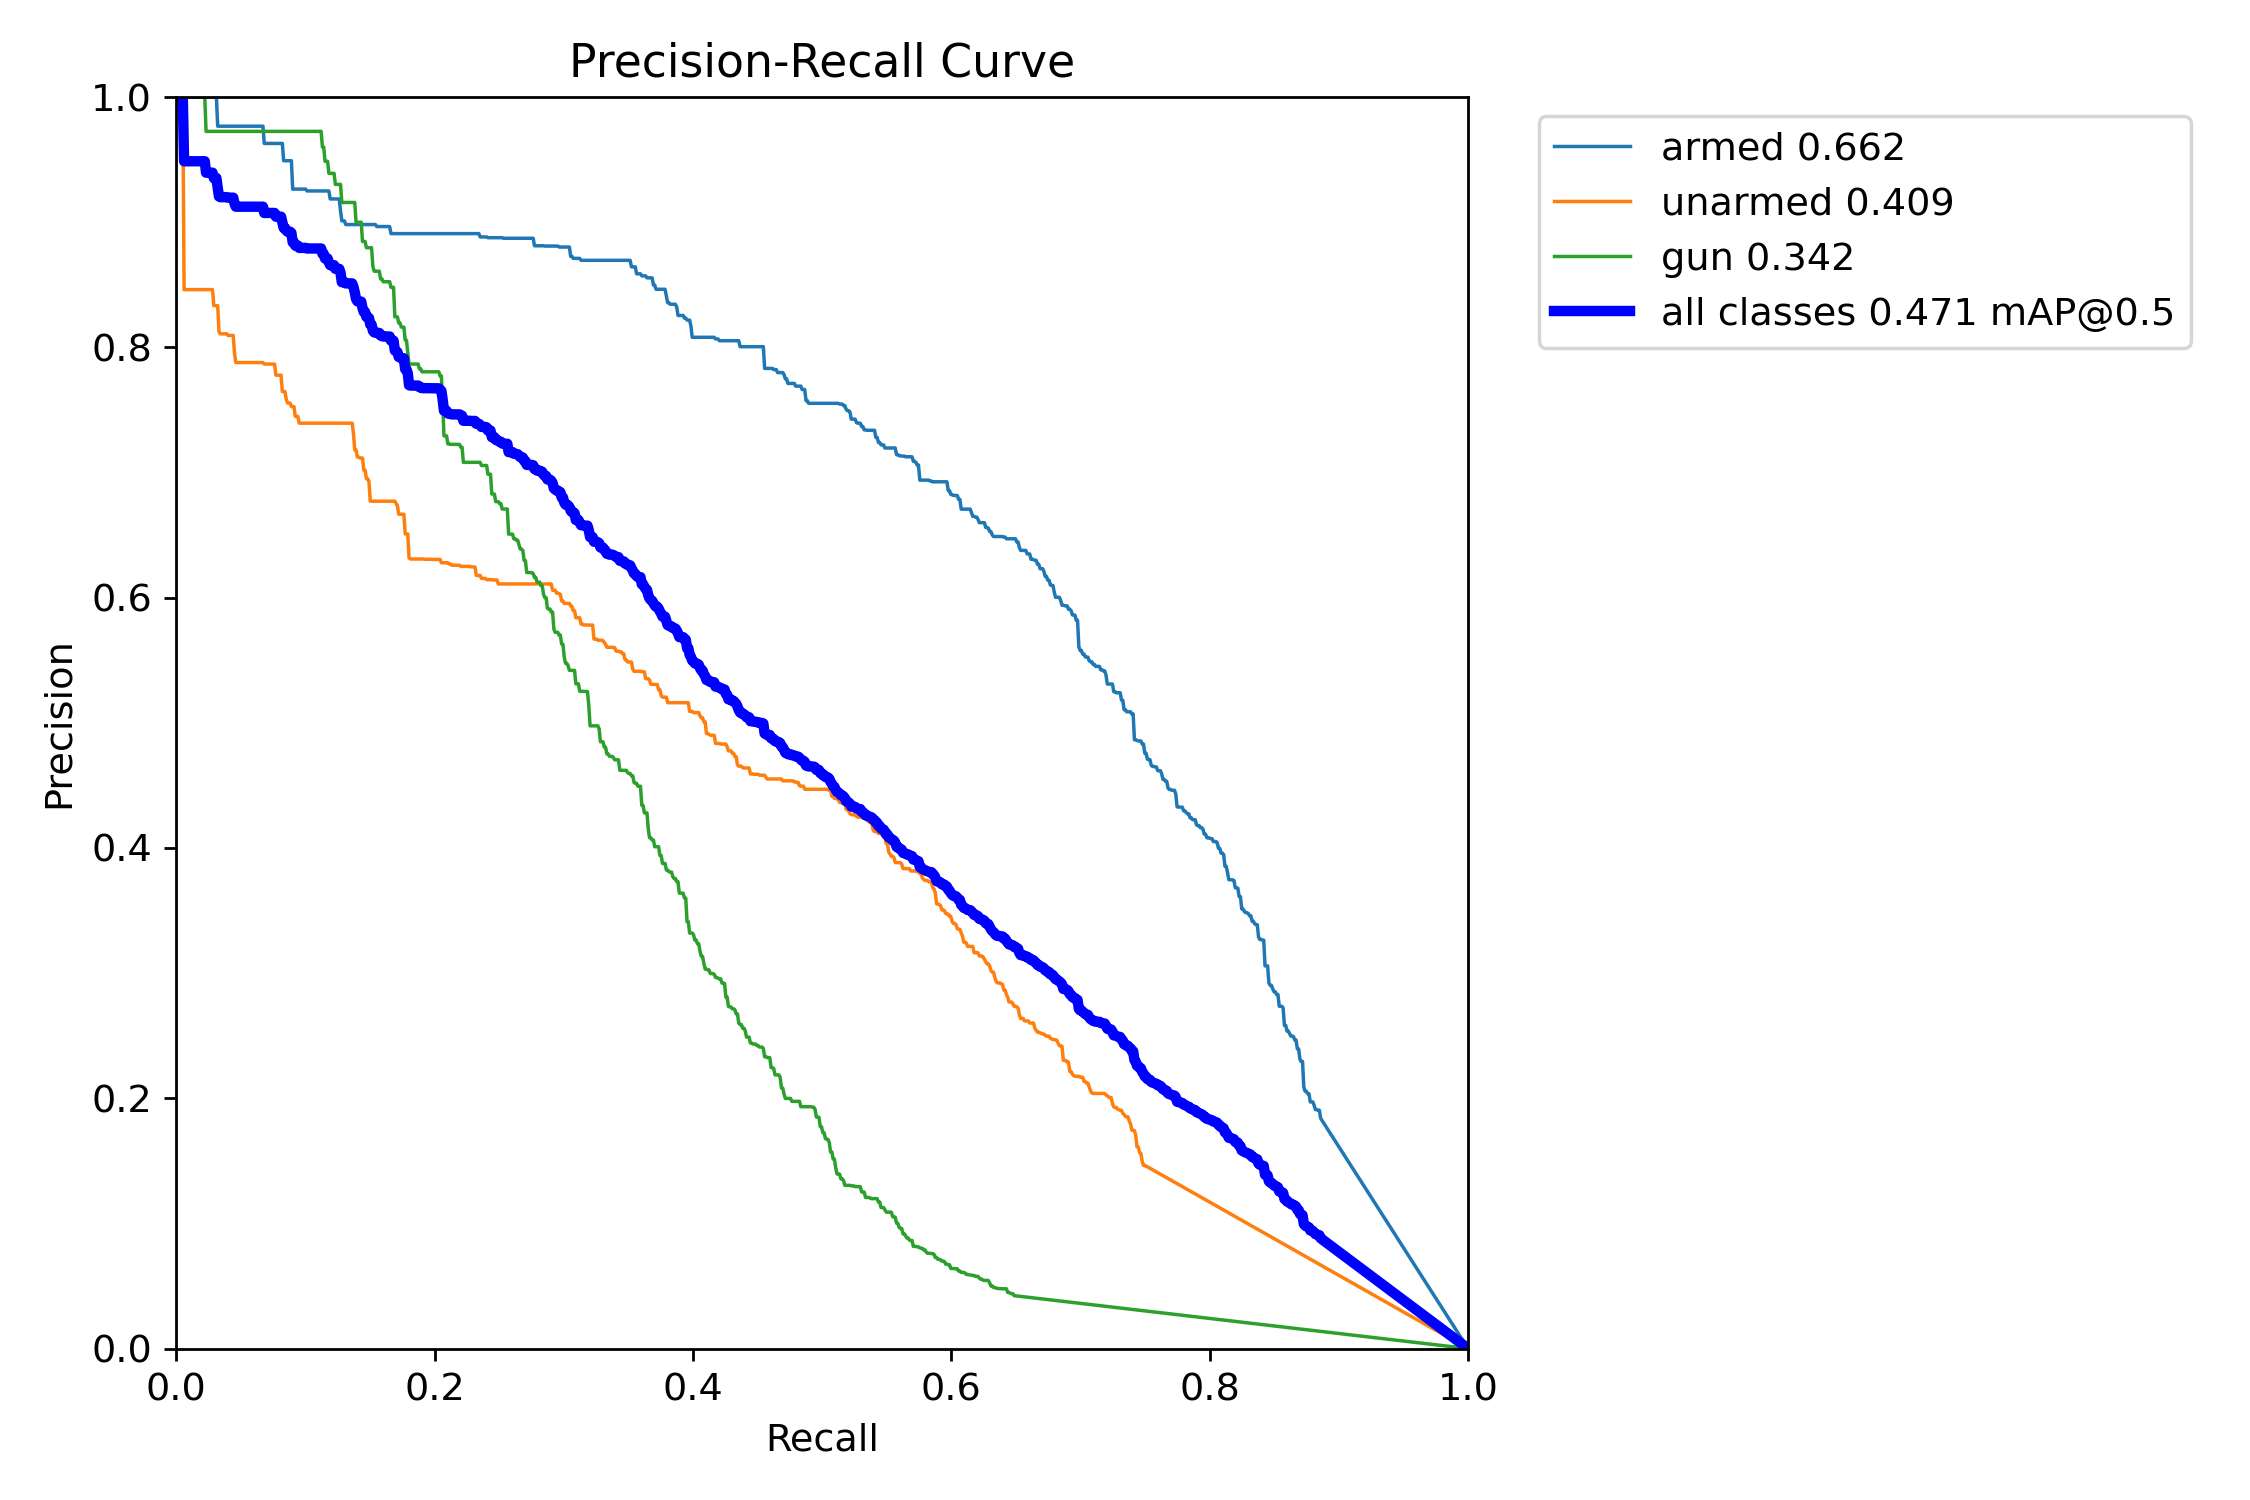 Precision-Recall Curve
1.0
0.8
0.6
0.4
0.2
0.0
Precision
0.0 0.2 0.4 0.6 0.8 1.0
Recall
armed 0.662
unarmed 0.409
gun 0.342
all classes 0.471 mAP@0.5